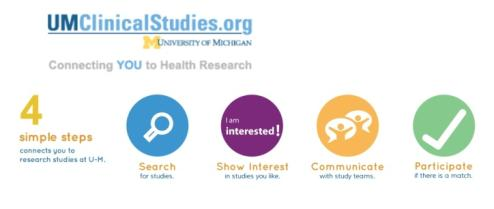 UMClinicalStudies.org
M UNIVERSITY OF MICHIGAN
Connecting YOU to Health Research
4
simple steps
connects you to
research studies at U-M.
Search
for studies.
I am
interested!
Show Interest
in studies you like.
Communicate
with study teams.
Participate
if there is a match.